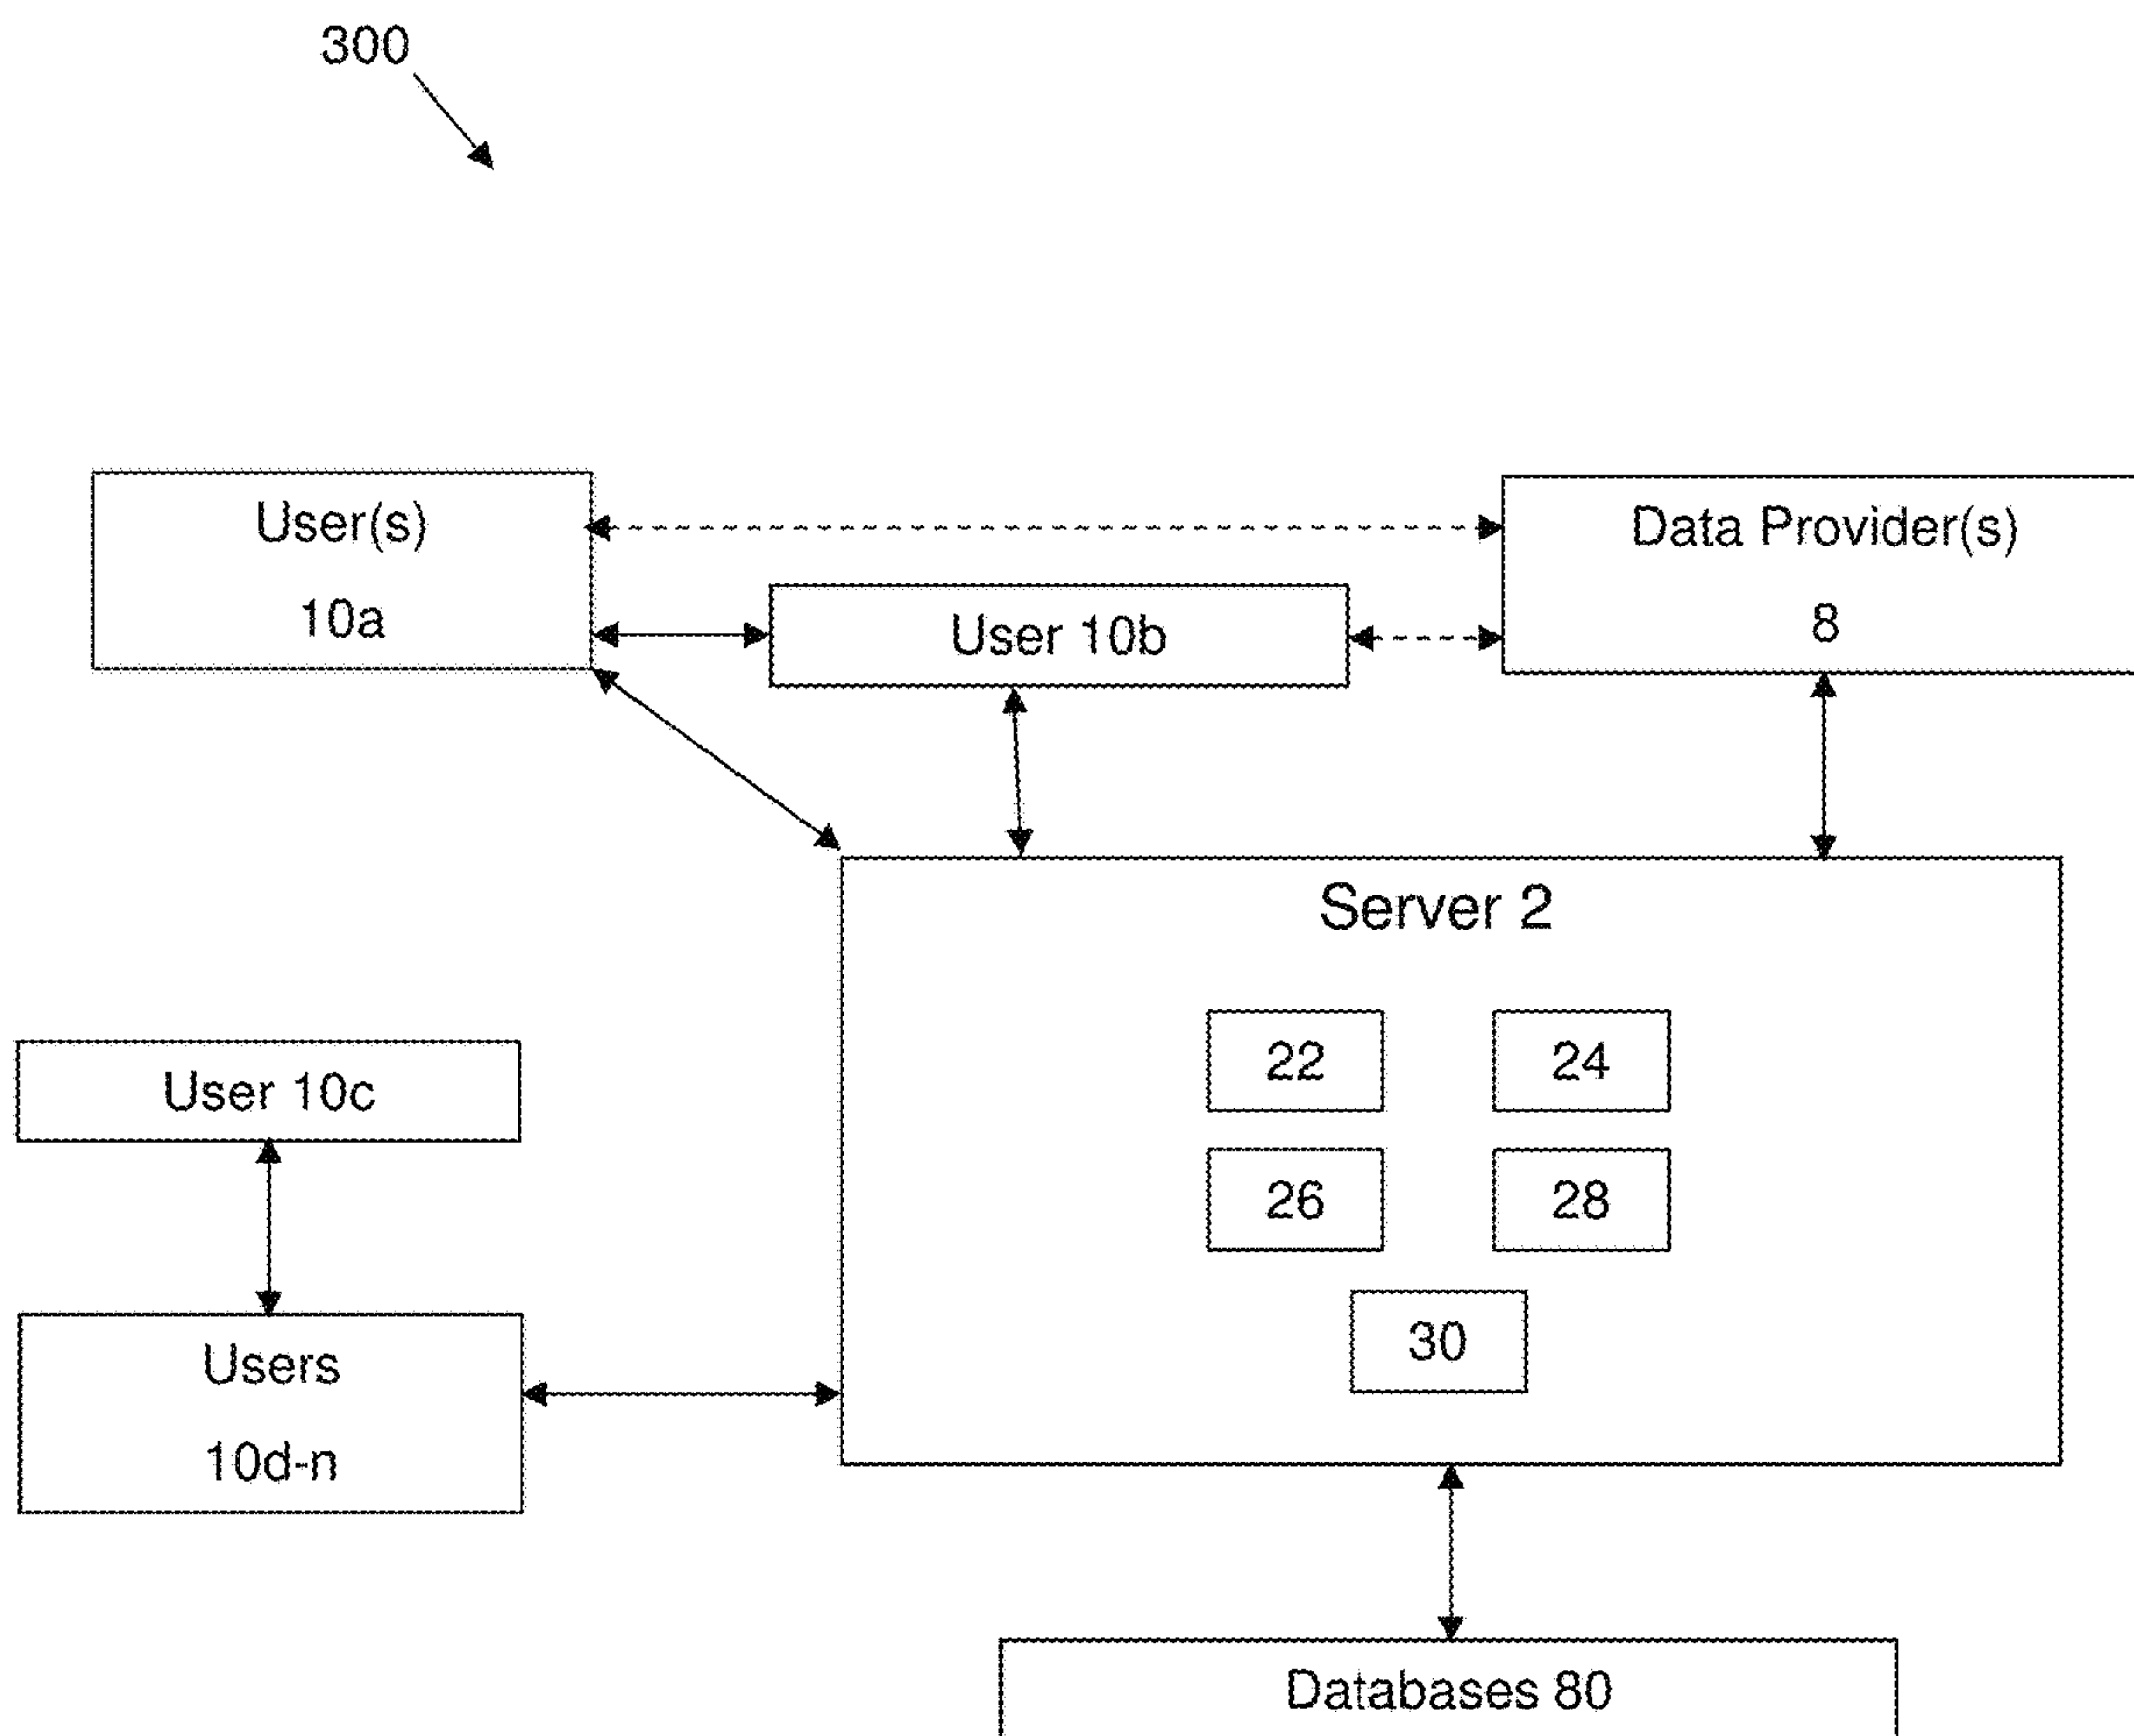 300
User(s)
10a
Data Provider(s)
8
User 10b
Server 2
22
24
User 10c
26
28
30
Users
10d-n
Databases 80